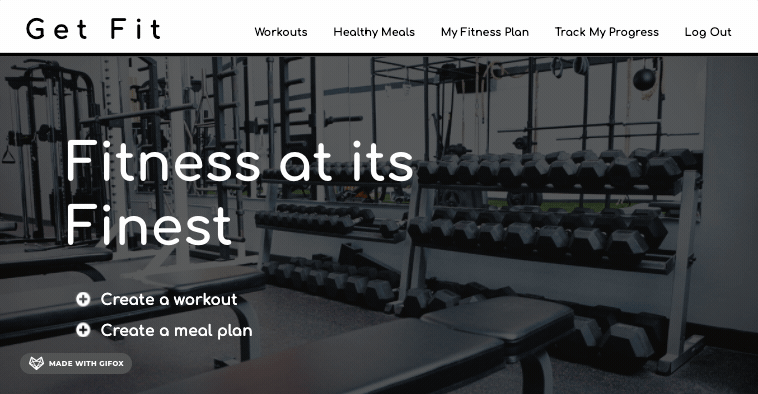 Get Fit
Workouts
Healthy Meals
My Fitness Plan
Track My Progress
Log Out
Fitness at its
Finest
Create a workout
Create a meal plan
MADE WITH GIFOX